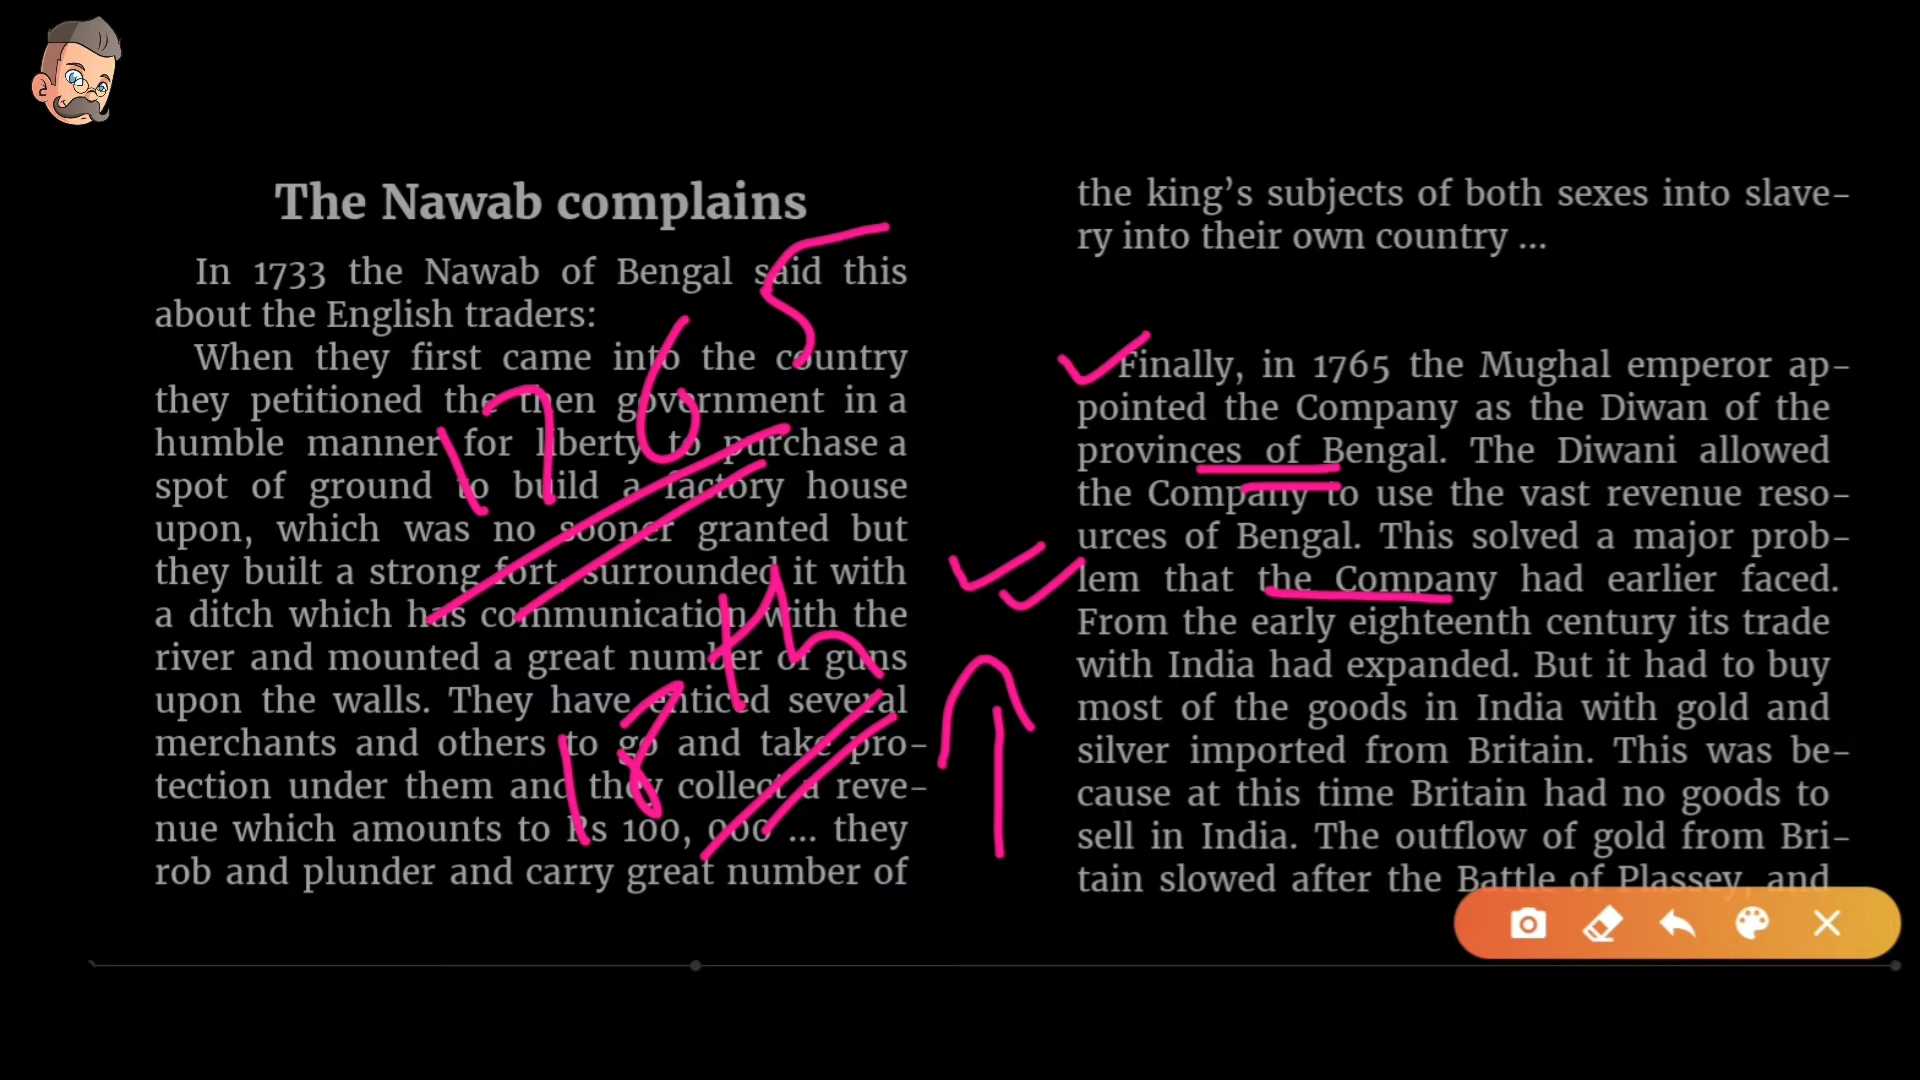 The Nawab complains
In 1733 the Nawab of Bengal said this
about the English traders:
When they first came into the country
they petitioned the then government in a
humble manner for liberty to purchase a
spot of ground to build a factory house
upon, which was no sooner granted but
they built a strong fort, surrounded it with
a ditch which has communication with the
river and mounted a great number of guns
upon the walls. They have enticed several
merchants and others to go and take pro-
tection under them and they collect a reve-
nue which amounts to Rs 100, 000 ... they
rob and plunder and carry great number of
1765
18th
the king's subjects of both sexes into slave-
ry into their own country ...
Finally, in 1765 the Mughal emperor ap-
pointed the Company as the Diwan of the
provinces of Bengal. The Diwani allowed
the Company to use the vast revenue reso-
urces of Bengal. This solved a major prob-
lem that the Company had earlier faced.
From the early eighteenth century its trade
with India had expanded. But it had to buy
most of the goods in India with gold and
silver imported from Britain. This was be-
cause at this time Britain had no goods to
sell in India. The outflow of gold from Bri-
tain slowed after the Battle of Plassey, and